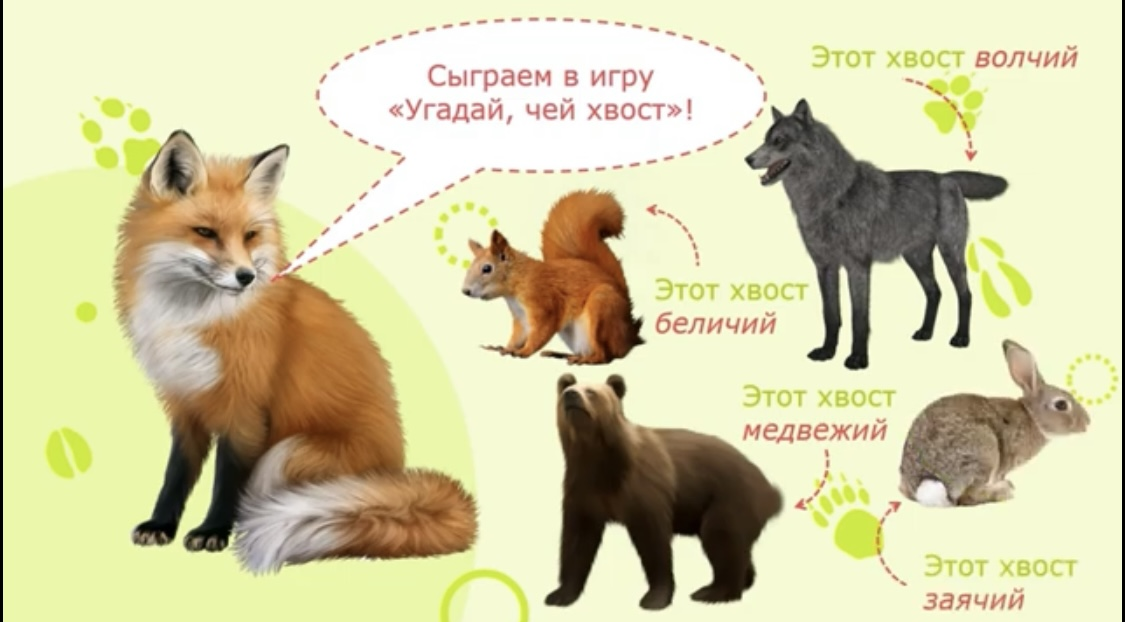 Сыграем в игру
«Угадай, чей хвост»!
Этот хвост волчий
Этот хвост
беличий
Этот хвост
медвежий
Этот хвост
заячий